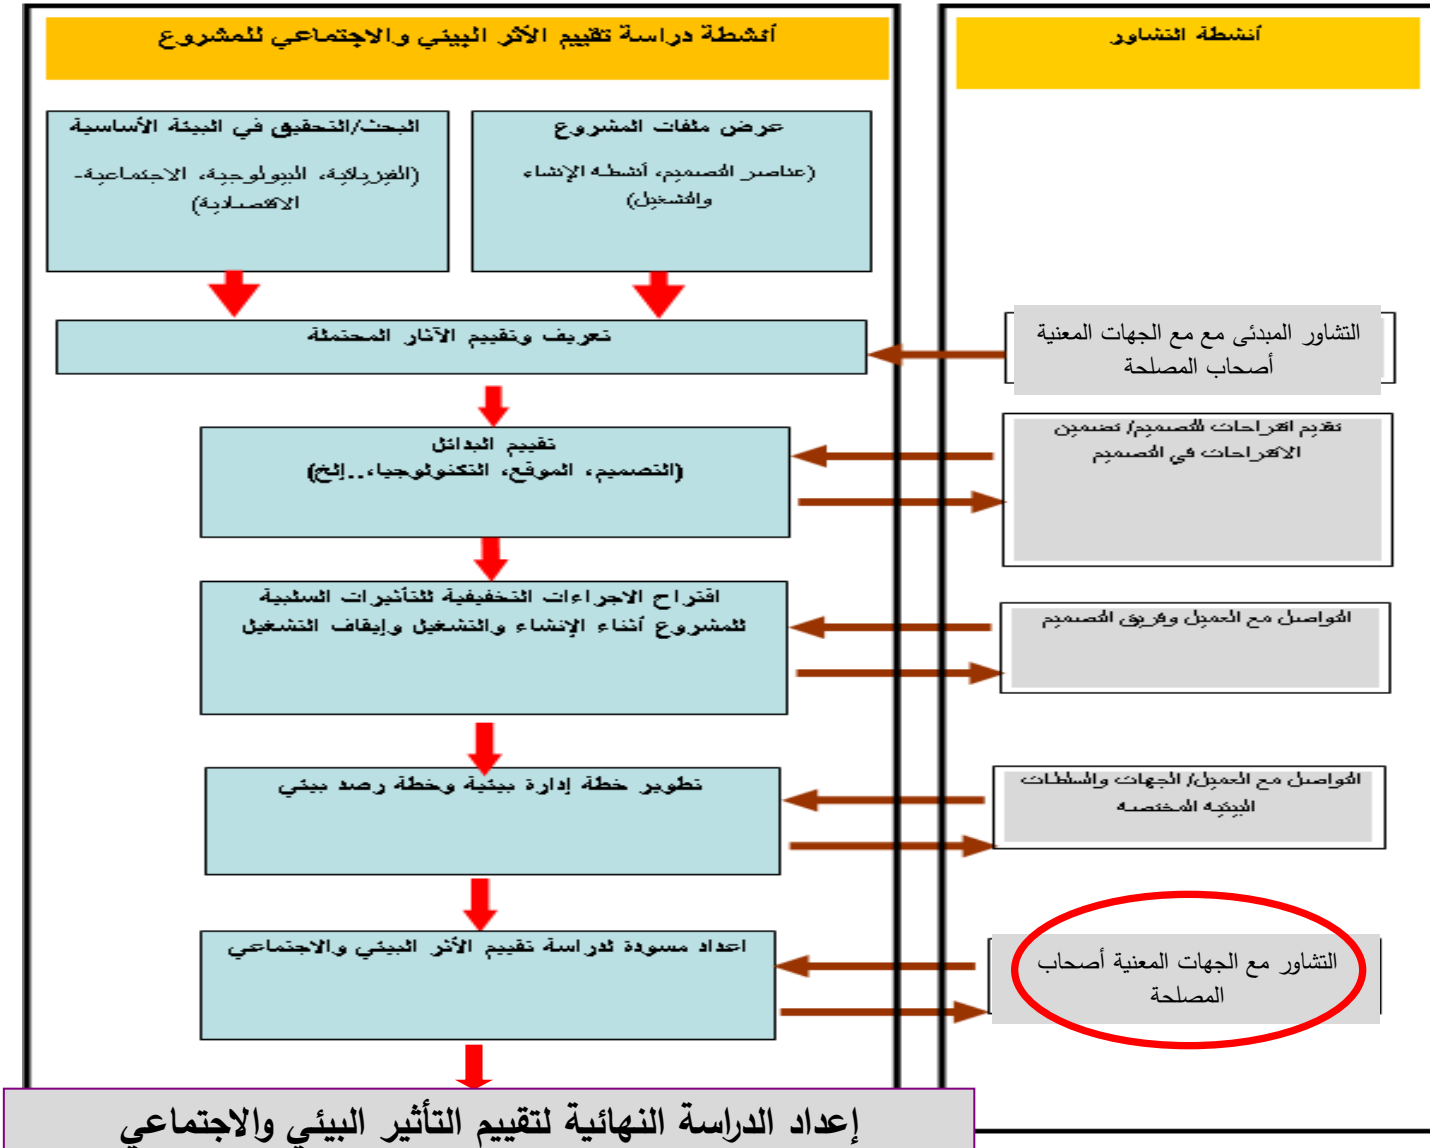 أنشطة دراسة تقييم الأثر البيئي والاجتماعي للمشروع
أنشطة التشاور
عرض ملفات المشروع
(عناصر التصميم، أنشطة الإنشاء
والتشغيل)
البحث/التحقيق في البيئة الأساسية
(الفيزيائية، البيولوجية، الاجتماعية-
الاقتصادية)
تعريف وتقييم الآثار المحتملة
التشاور المبدئى مع مع الجهات المعنية
أصحاب المصلحة
تقييم البدائل
(التصميم، الموقع، التكنولوجيا،..إلخ)
تقديم اقتراحات للتصميم/ تضمين
الاقتراحات في التصميم
اقتراح الاجراءات التخفيفية للتأثيرات السلبية
للمشروع أثناء الإنشاء والتشغيل وإيقاف التشغيل
التواصل مع العميل وفريق التصميم
تطوير خطة إدارة بيئية وخطة رصد بيئي
التواصل مع العميل/ الجهات والسلطات
البيئية المختصة
اعداد مسودة لدراسة تقييم الأثر البيئي والاجتماعي
التشاور مع الجهات المعنية أصحاب
المصلحة
إعداد الدراسة النهائية لتقييم التأثير البيئي والاجتماعي